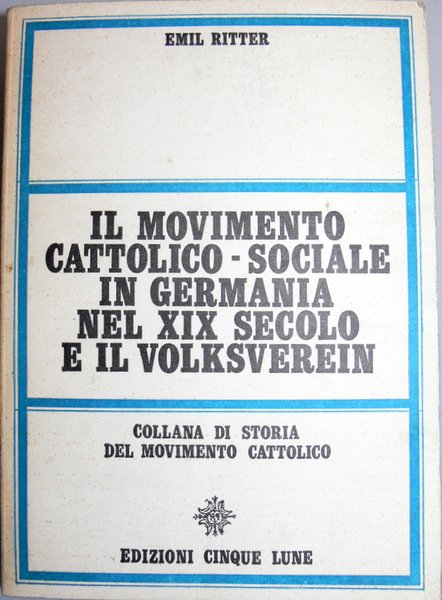 EMIL RITTER
IL MOVIMENTO
CATTOLICO-SOCIALE
IN GERMANIA
NEL XIX SECOLO
E IL VOLKSVEREIN
COLLANA DI STORIA
DEL MOVIMENTO CATTOLICO
EDIZIONI CINQUE LUNE